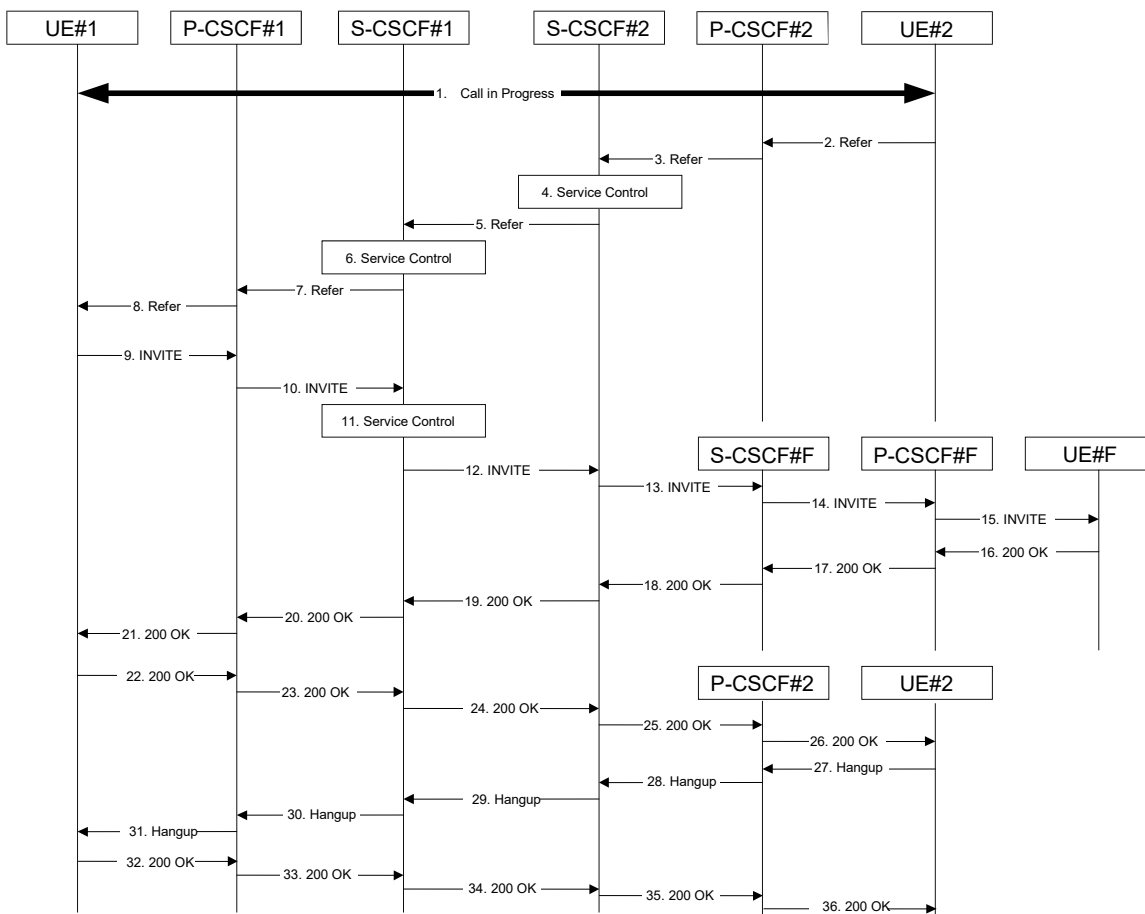 UE#1
P-CSCF#1
S-CSCF#1
S-CSCF#2
P-CSCF#2
UE#2
1. Call in Progress
2. Refer
3. Refer
4. Service Control
5. Refer
6. Service Control
7. Refer
8. Refer
9. INVITE
10. INVITE
11. Service Control
S-CSCF#F
P-CSCF#F
UE#F
12. INVITE
13. INVITE
14. INVITE
15. INVITE
16. 200 OK
17. 200 OK
18. 200 OK
19. 200 OK
20. 200 OK
21. 200 OK
22. 200 OK
P-CSCF#2
UE#2
23. 200 OK
24. 200 OK
25. 200 OK
26. 200 OK
27. Hangup
28. Hangup
29. Hangup
30. Hangup
31. Hangup
32. 200 OK
33. 200 OK
34. 200 OK
35. 200 OK
36. 200 OK